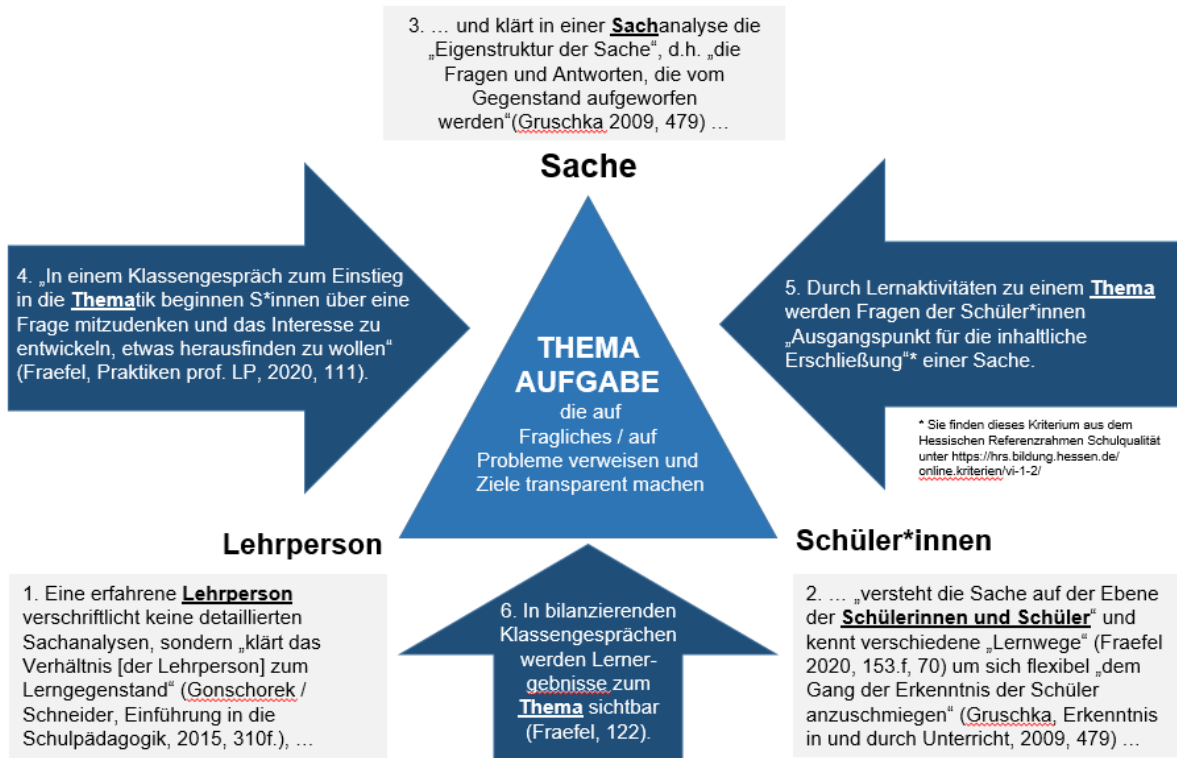 3. … und klärt in einer Sachanalyse die
„Eigenstruktur der Sache“, d.h. „die
Fragen und Antworten, die vom
Gegenstand aufgeworfen
werden“(Gruschka 2009, 479) …
Sache
4. „In einem Klassengespräch zum Einstieg
in die Thematik beginnen S*innen über eine
Frage mitzudenken und das Interesse zu
entwickeln, etwas herausfinden zu wollen“
(Fraefel, Praktiken prof. LP, 2020, 111).
THEMA
AUFGABE
die auf
Fragliches / auf
Probleme verweisen und
Ziele transparent machen
5. Durch Lernaktivitäten zu einem Thema
werden Fragen der Schüler*innen
„Ausgangspunkt für die inhaltliche
Erschließung“* einer Sache.
* Sie finden dieses Kriterium aus dem
Hessischen Referenzrahmen Schulqualität
unter https://hrs.bildung.hessen.de/
online.kriterien/vi-1-2/
Lehrperson
Schüler*innen
1. Eine erfahrene Lehrperson
verschriftlicht keine detaillierten
Sachanalysen, sondern „klärt das
Verhältnis [der Lehrperson] zum
Lerngegenstand“ (Gonschorek /
Schneider, Einführung in die
Schulpädagogik, 2015, 310f.), …
6. In bilanzierenden
Klassengesprächen
werden Lerner-
gebnisse zum
Thema sichtbar
(Fraefel, 122).
2. … „versteht die Sache auf der Ebene
der Schülerinnen und Schüler“ und
kennt verschiedene „Lernwege“ (Fraefel
2020, 153.f, 70) um sich flexibel „dem
Gang der Erkenntnis der Schüler
anzuschmiegen“ (Gruschka, Erkenntnis
in und durch Unterricht, 2009, 479) …